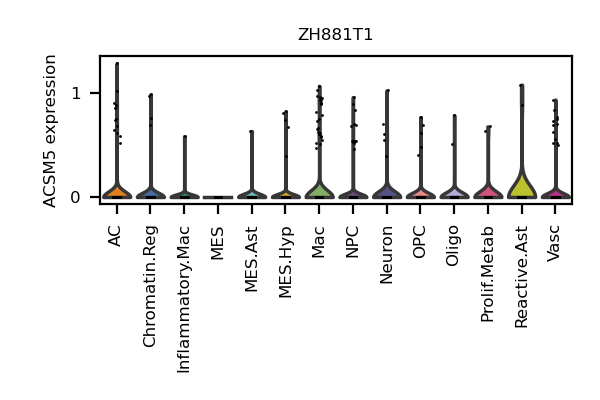 ZH881T1
ACSM5 expression
1
0
AC
Chromatin.Reg
Inflammatory.Mac
MES
MES.Ast
MES.Hyp
Mac
NPC
Neuron
OPC
Oligo
Prolif.Metab
Reactive.Ast
Vasc